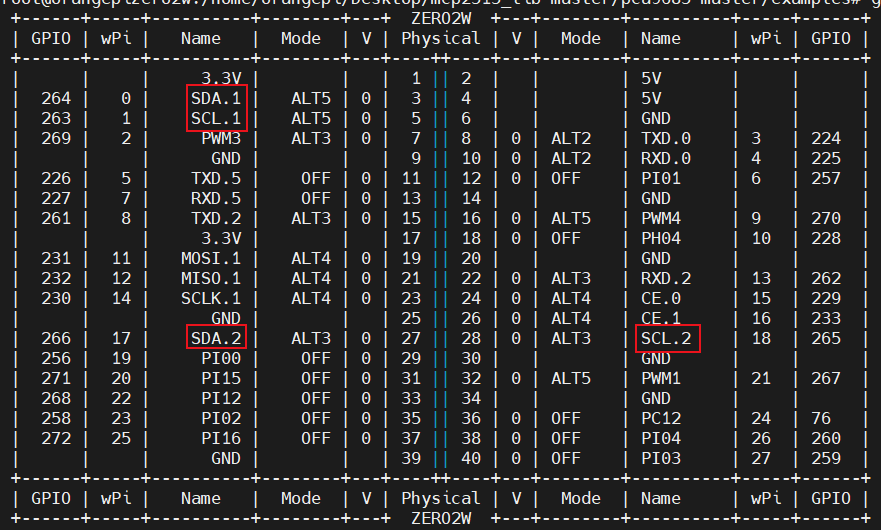 root@orangepizero2w:/home/orangepi/Desktop/mcp2515_lib-master/pca9685-master/examples# g
+------+-----+----------+--------+---+ ZERO2W +---+--------+----------+-----+------+
| GPIO | wPi | Name | Mode | V | Physical | V | Mode | Name | wPi | GPIO |
+------+-----+----------+--------+---+----++----+---+--------+----------+-----+------+
| | | 3.3V | | | 1 || 2 | | | 5V | | |
| 264 | 0 | SDA.1 | ALT5 | 0 | 3 || 4 | | | 5V | | |
| 263 | 1 | SCL.1 | ALT5 | 0 | 5 || 6 | | | GND | | |
| 269 | 2 | PWM3 | ALT3 | 0 | 7 || 8 | 0 | ALT2 | TXD.0 | 3 | 224 |
| | | GND | | | 9 || 10 | 0 | ALT2 | RXD.0 | 4 | 225 |
| 226 | 5 | TXD.5 | OFF | 0 | 11 || 12 | 0 | OFF | PI01 | 6 | 257 |
| 227 | 7 | RXD.5 | OFF | 0 | 13 || 14 | | | GND | | |
| 261 | 8 | TXD.2 | ALT3 | 0 | 15 || 16 | 0 | ALT5 | PWM4 | 9 | 270 |
| | | 3.3V | | | 17 || 18 | 0 | OFF | PH04 | 10 | 228 |
| 231 | 11 | MOSI.1 | ALT4 | 0 | 19 || 20 | | | GND | | |
| 232 | 12 | MISO.1 | ALT4 | 0 | 21 || 22 | 0 | ALT3 | RXD.2 | 13 | 262 |
| 230 | 14 | SCLK.1 | ALT4 | 0 | 23 || 24 | 0 | ALT4 | CE.0 | 15 | 229 |
| | | GND | | | 25 || 26 | 0 | ALT4 | CE.1 | 16 | 233 |
| 266 | 17 | SDA.2 | ALT3 | 0 | 27 || 28 | 0 | ALT3 | SCL.2 | 18 | 265 |
| 256 | 19 | PI00 | OFF | 0 | 29 || 30 | | | GND | | |
| 271 | 20 | PI15 | OFF | 0 | 31 || 32 | 0 | ALT5 | PWM1 | 21 | 267 |
| 268 | 22 | PI12 | OFF | 0 | 33 || 34 | | | GND | | |
| 258 | 23 | PI02 | OFF | 0 | 35 || 36 | 0 | OFF | PC12 | 24 | 76 |
| 272 | 25 | PI16 | OFF | 0 | 37 || 38 | 0 | OFF | PI04 | 26 | 260 |
| | | GND | | | 39 || 40 | 0 | OFF | PI03 | 27 | 259 |
+------+-----+----------+--------+---+----++----+---+--------+----------+-----+------+
| GPIO | wPi | Name | Mode | V | Physical | V | Mode | Name | wPi | GPIO |
+------+-----+----------+--------+---+ ZERO2W +---+--------+----------+-----+------+